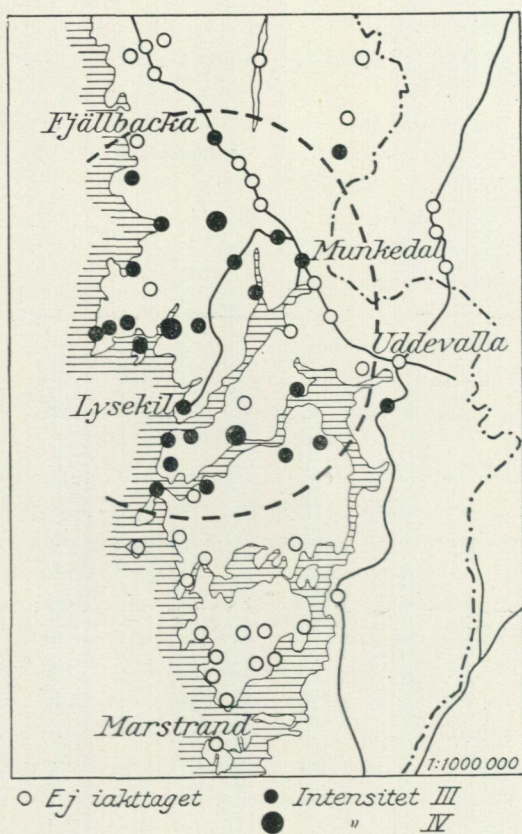 Fjällbacka
Munkedal
Uddevalla
Lysekil
Marstrand
1:1000 000
Ej iakttaget
Intensitet III
" IV